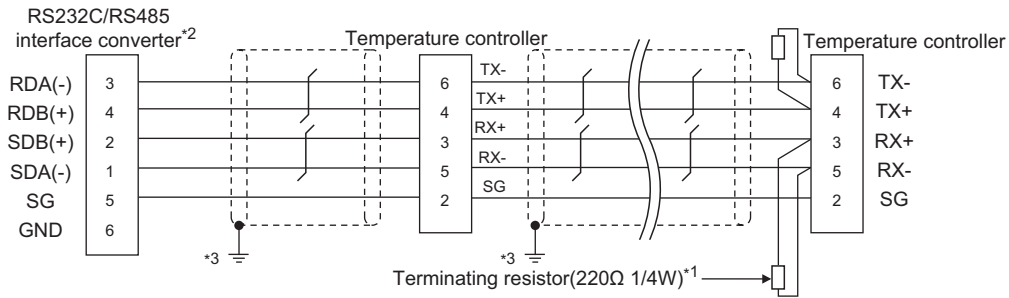 RS232C/RS485
interface converter*2
Temperature controller
Temperature controller
RDA(-) 3 6 TX- 6 TX-
RDB(+) 4 4 TX+ 4 TX+
SDB(+) 2 3 RX+ 3 RX+
SDA(-) 1 5 RX- 5 RX-
SG 5 2 SG 2 SG
GND 6
*3 *3
Terminating resistor(220Ω 1/4W)*1